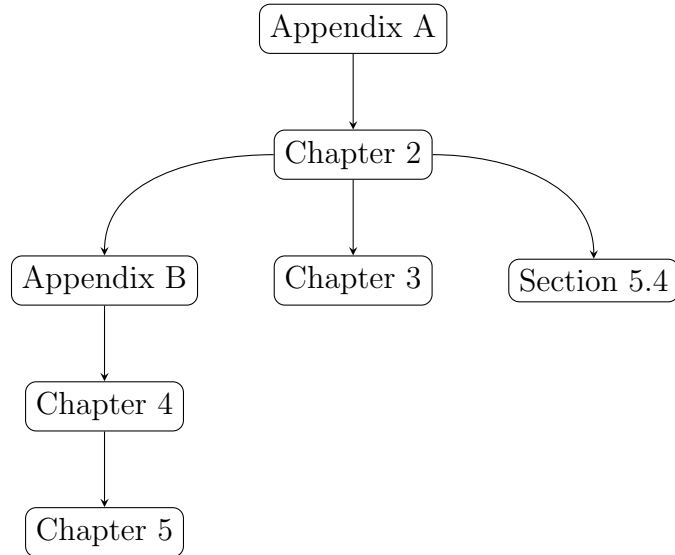 Appendix A
Chapter 2
Appendix B
Chapter 3
Section 5.4
Chapter 4
Chapter 5